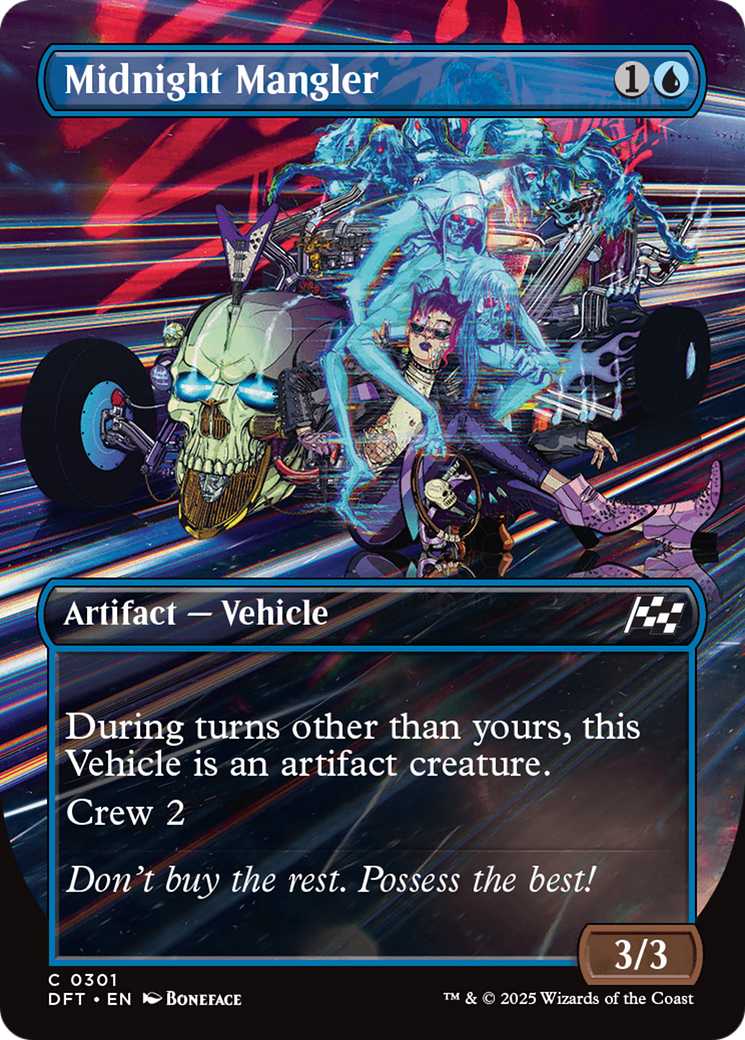 Midnight Mangler 1
Artifact — Vehicle
During turns other than yours, this
Vehicle is an artifact creature.
Crew 2
Don't buy the rest. Possess the best!
3/3
C 0301
DFT • EN Boneface
™ & © 2025 Wizards of the Coast